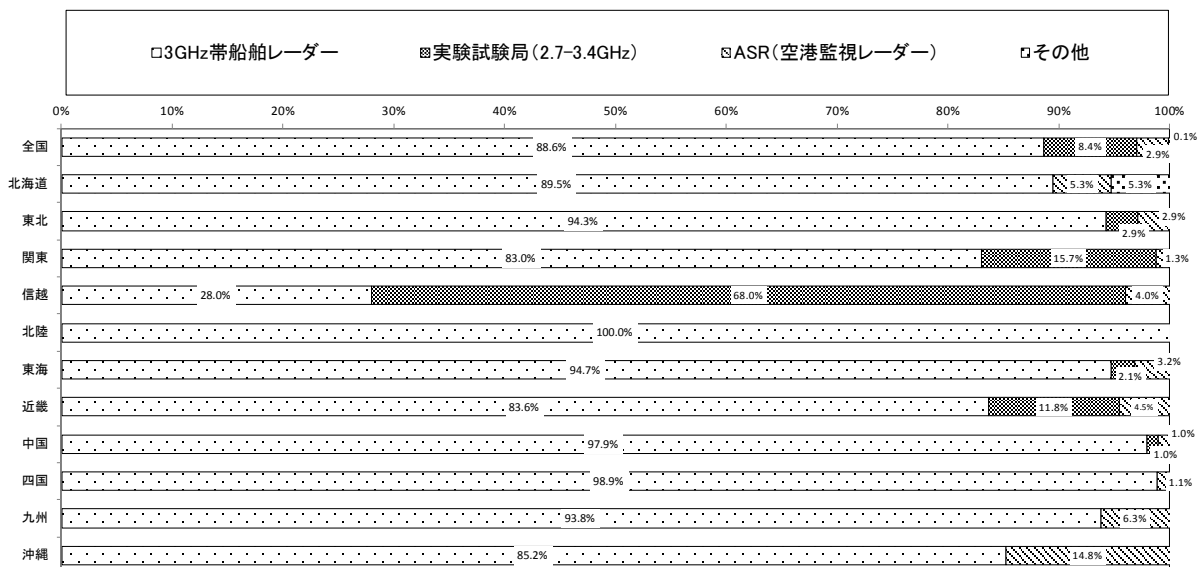 □3GHz帯船舶レーダー ▩実験試験局(2.7-3.4GHz) ▧ASR(空港監視レーダー) ⊡その他
0% 10% 20% 30% 40% 50% 60% 70% 80% 90% 100%
全国 88.6% 8.4% 2.9% 0.1%
北海道 89.5% 5.3% 5.3%
東北 94.3% 2.9% 2.9%
関東 83.0% 15.7% 1.3%
信越 28.0% 68.0% 4.0%
北陸 100.0%
東海 94.7% 2.1% 3.2%
近畿 83.6% 11.8% 4.5%
中国 97.9% 1.0% 1.0%
四国 98.9% 1.1%
九州 93.8% 6.3%
沖縄 85.2% 14.8%